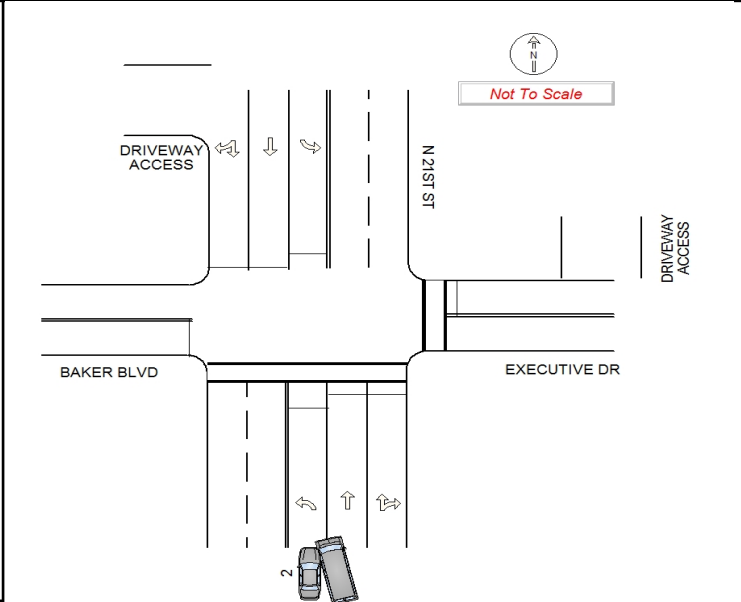 N
Not To Scale
DRIVEWAY
ACCESS
N 21ST ST
DRIVEWAY
ACCESS
BAKER BLVD
EXECUTIVE DR
2